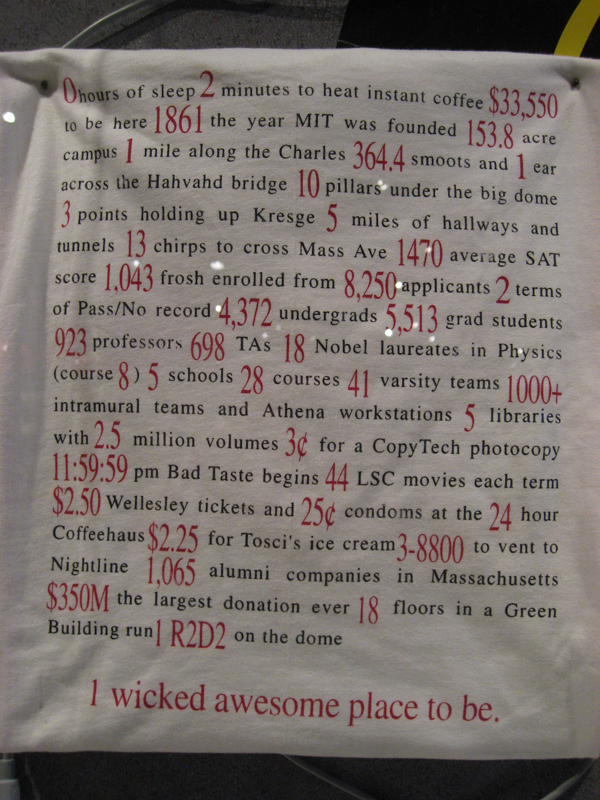 0 hours of sleep 2 minutes to heat instant coffee $33,550
to be here 1861 the year MIT was founded 153.8 acre
campus 1 mile along the Charles 364.4 smoots and 1 ear
across the Hahvahd bridge 10 pillars under the big dome
3 points holding up Kresge 5 miles of hallways and
tunnels 13 chirps to cross Mass Ave 1470 average SAT
score 1,043 frosh enrolled from 8,250 applicants 2 terms
of Pass/No record 4,372 undergrads 5,513 grad students
923 professors 698 TAs 18 Nobel laureates in Physics
(course 8) 5 schools 28 courses 41 varsity teams 1000+
intramural teams and Athena workstations 5 libraries
with 2.5 million volumes 3¢ for a CopyTech photocopy
11:59:59 pm Bad Taste begins 44 LSC movies each term
$2.50 Wellesley tickets and 25¢ condoms at the 24 hour
Coffeehaus $2.25 for Tosci's ice cream 3-8800 to vent to
Nightline 1,065 alumni companies in Massachusetts
$350M the largest donation ever 18 floors in a Green
Building run 1 R2D2 on the dome
1 wicked awesome place to be.